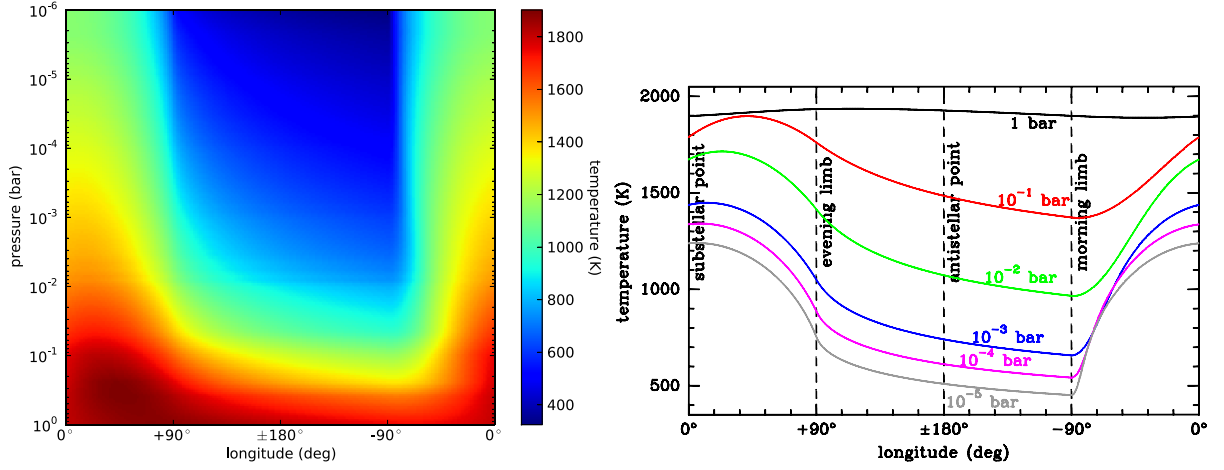 10⁻⁶
10⁻⁵
10⁻⁴
10⁻³
10⁻²
10⁻¹
10⁰
pressure (bar)
0°
+90°
±180°
-90°
0°
longitude (deg)
1800
1600
1400
1200
1000
800
600
400
temperature (K)
2000
1500
1000
500
temperature (K)
substellar point
evening limb
antistellar point
morning limb
1 bar
10⁻¹ bar
10⁻² bar
10⁻³ bar
10⁻⁴ bar
10⁻⁵ bar
0°
+90°
±180°
−90°
0°
longitude (deg)